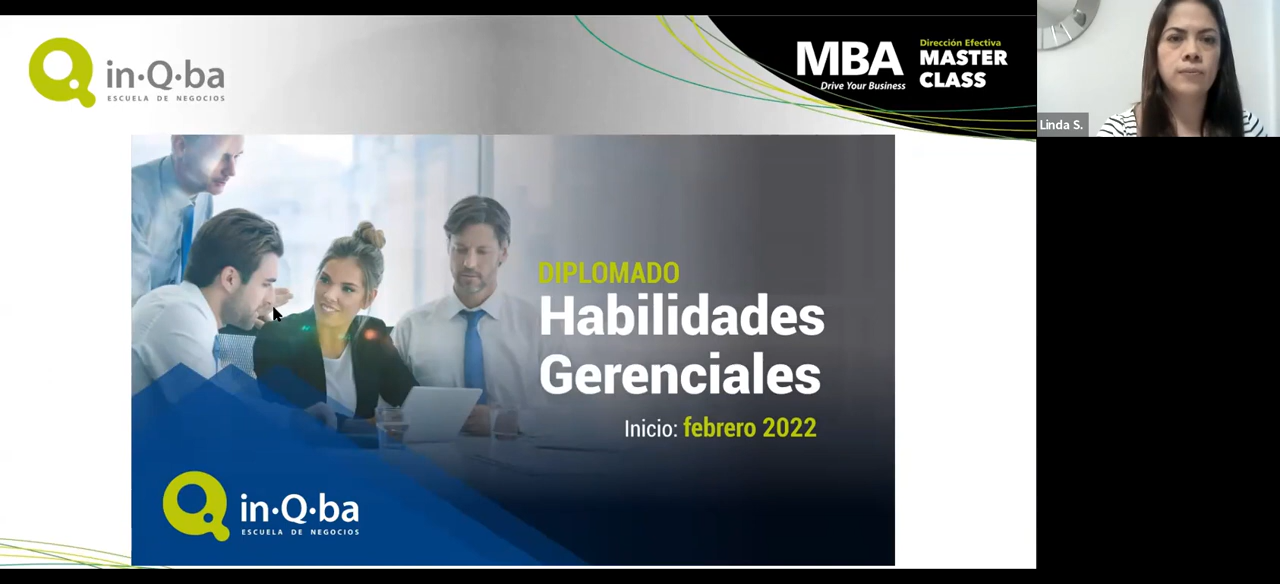 in·Q·ba
ESCUELA DE NEGOCIOS
MBA
Drive Your Business
Dirección Efectiva
MASTER
CLASS
Linda S.
DIPLOMADO
Habilidades
Gerenciales
Inicio: febrero 2022
in·Q·ba
ESCUELA DE NEGOCIOS